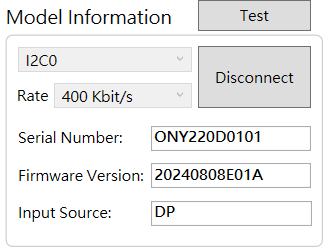 Model Information Test
I2C0
Disconnect
Rate 400 Kbit/s
Serial Number: ONY220D0101
Firmware Version: 20240808E01A
Input Source: DP